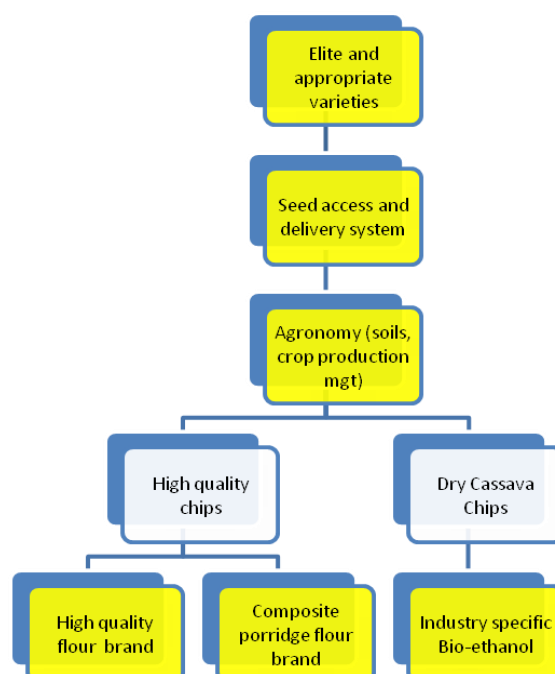 Elite and
appropriate
varieties
Seed access and
delivery system
Agronomy (soils,
crop production
mgt)
High quality
chips
Dry Cassava
Chips
High quality
flour brand
Composite
porridge flour
brand
Industry specific
Bio-ethanol